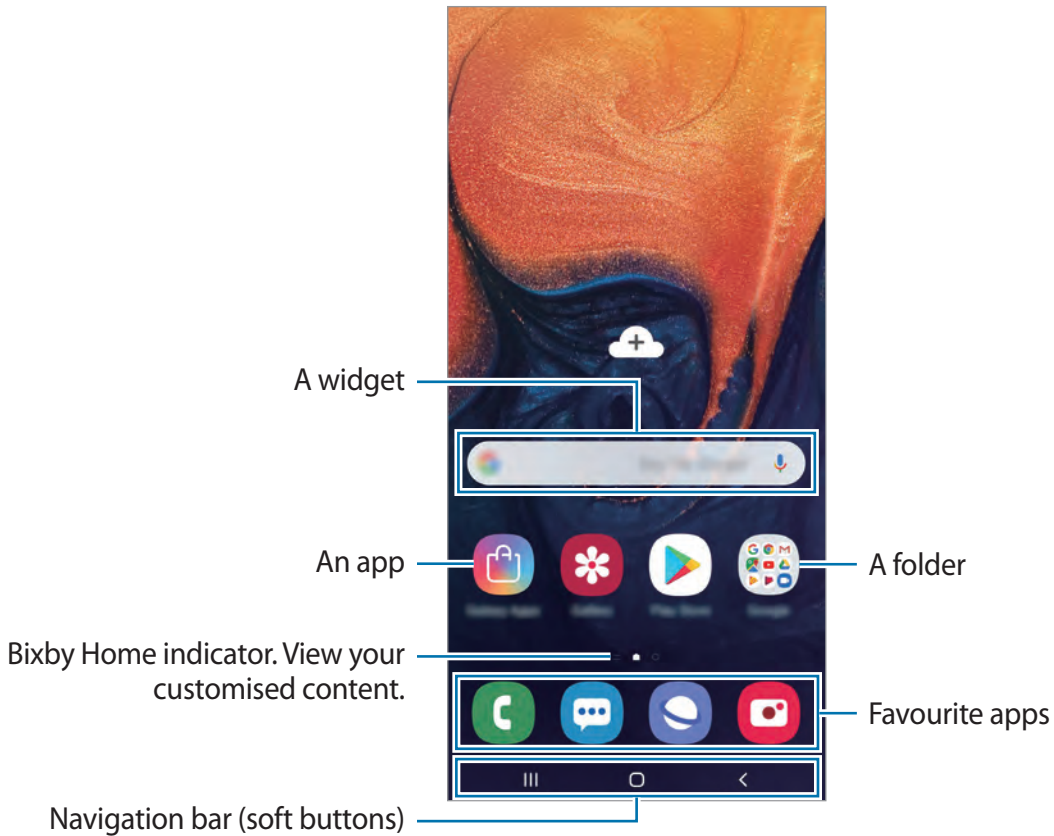 A widget
An app
A folder
Bixby Home indicator. View your
customised content.
Favourite apps
Navigation bar (soft buttons)